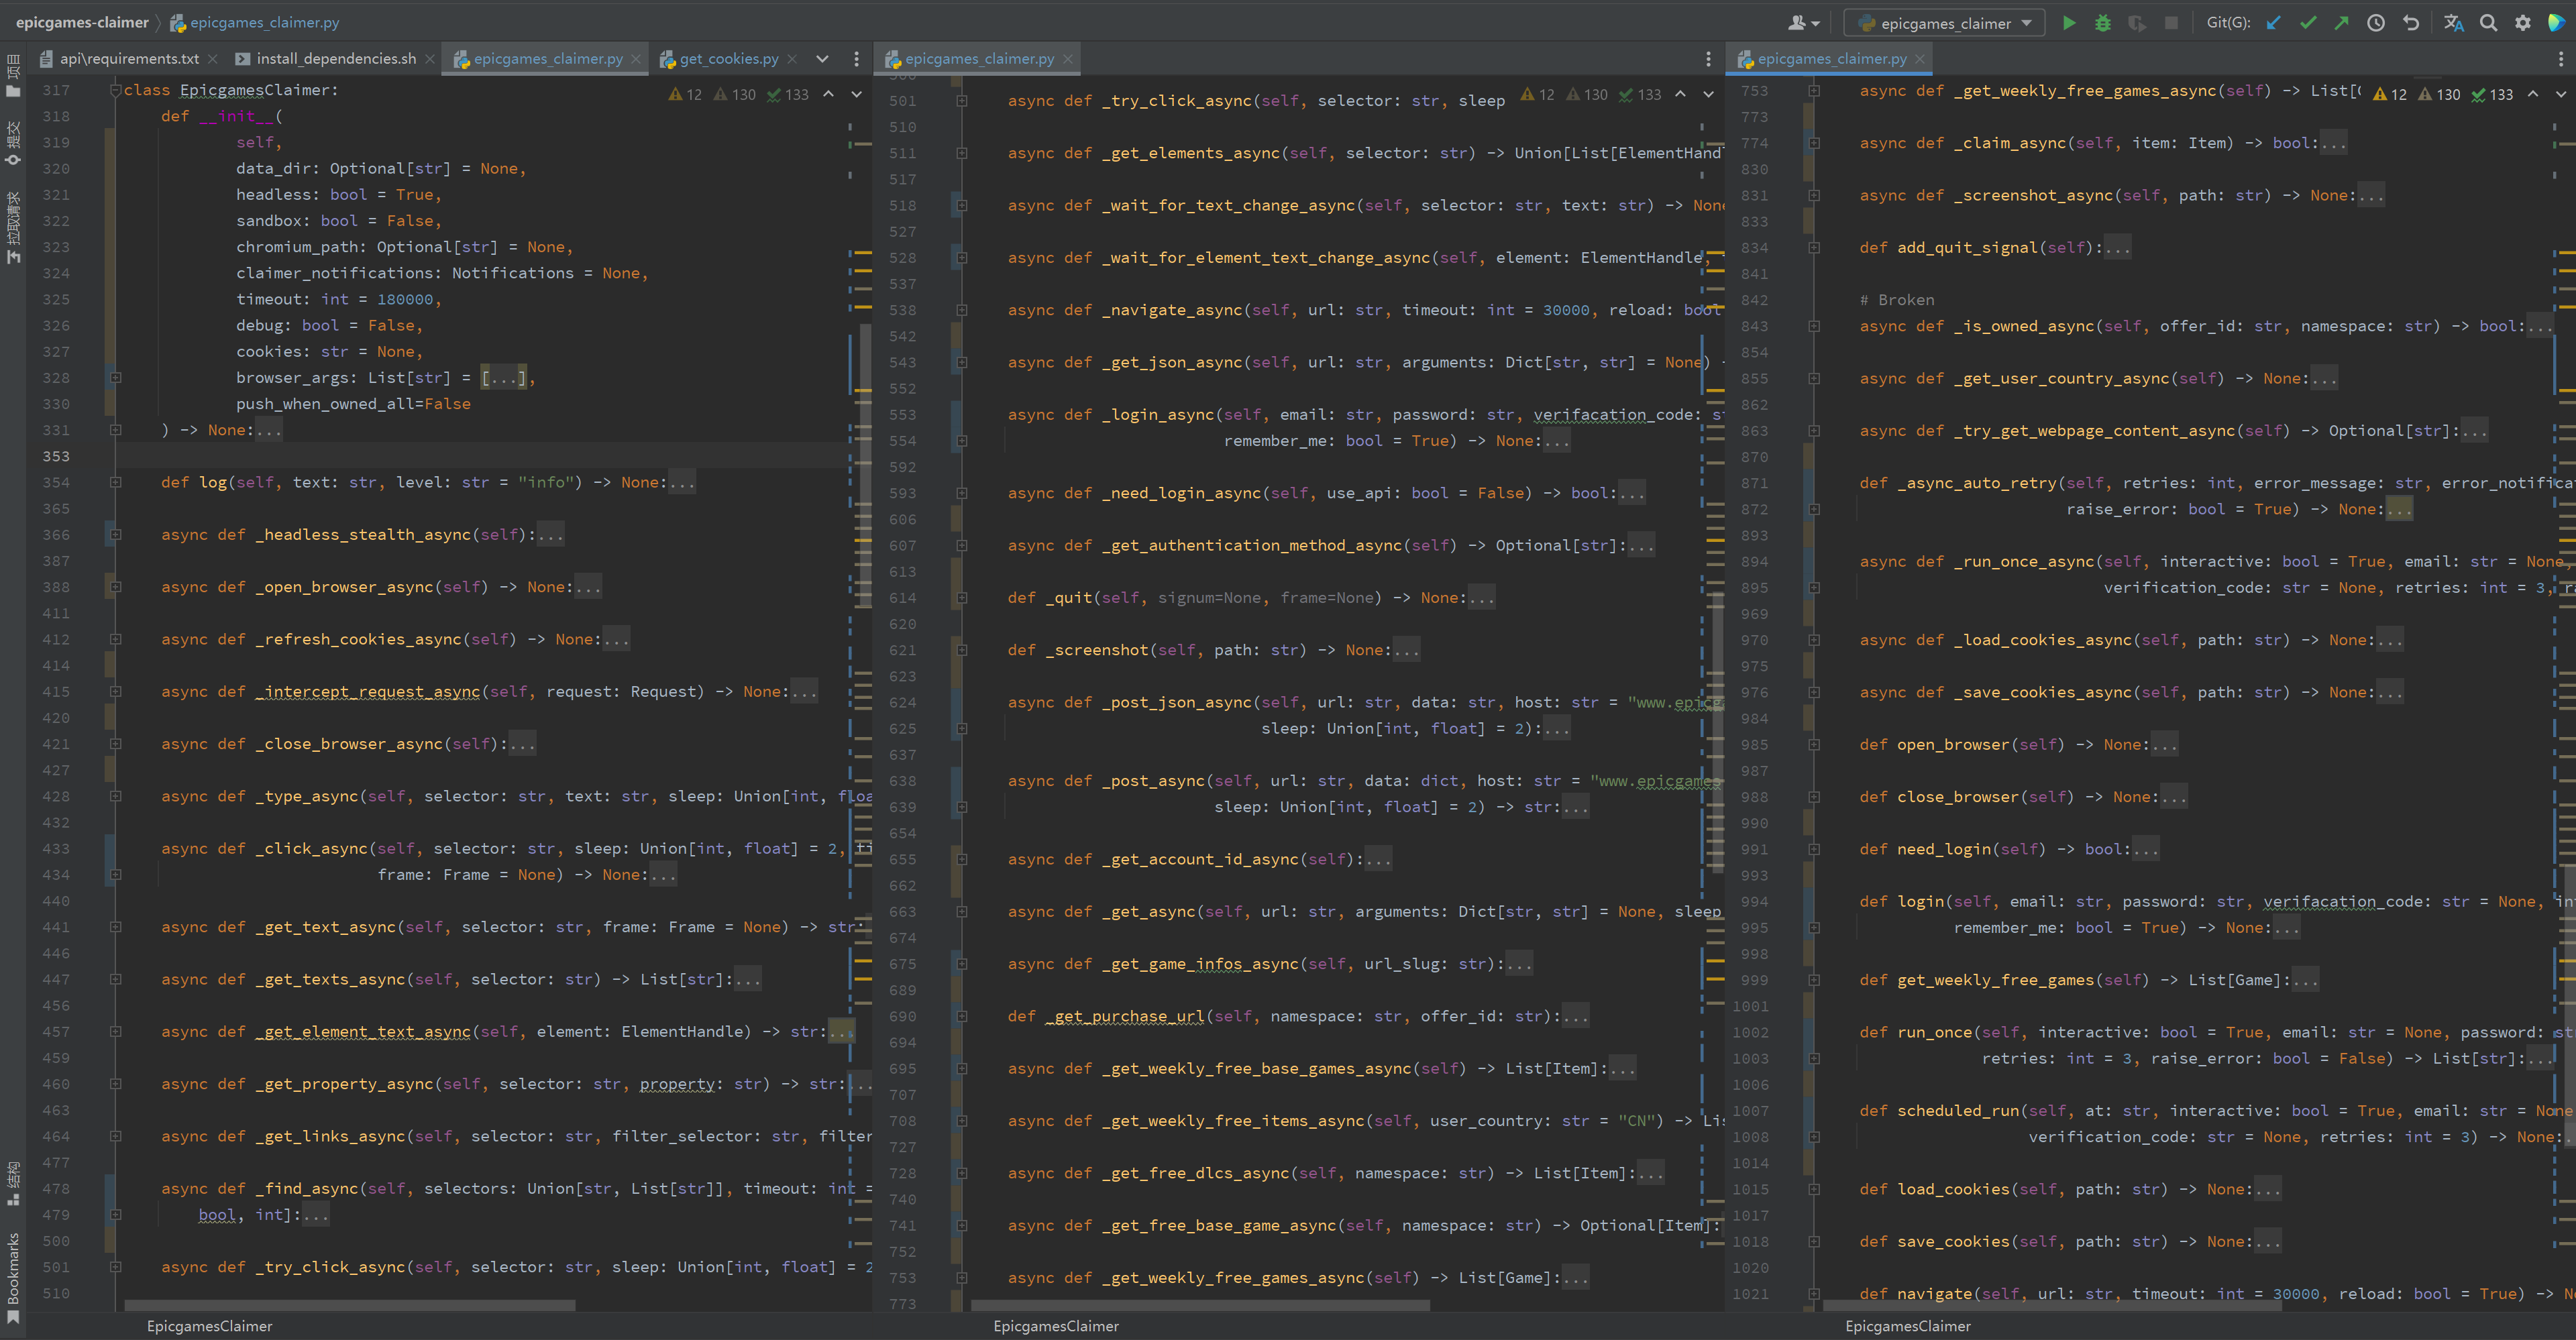 epicgames-claimer
epicgames_claimer.py
epicgames_claimer
Git(G):
项目
提交
拉取请求
结构
Bookmarks
api\requirements.txt
install_dependencies.sh
epicgames_claimer.py
get_cookies.py
12 130 133
317 class EpicgamesClaimer:
318 def __init__(
319 self,
320 data_dir: Optional[str] = None,
321 headless: bool = True,
322 sandbox: bool = False,
323 chromium_path: Optional[str] = None,
324 claimer_notifications: Notifications = None,
325 timeout: int = 180000,
326 debug: bool = False,
327 cookies: str = None,
328 browser_args: List[str] = [...],
330 push_when_owned_all=False
331 ) -> None:...
353
354 def log(self, text: str, level: str = "info") -> None:...
365
366 async def _headless_stealth_async(self):...
387
388 async def _open_browser_async(self) -> None:...
411
412 async def _refresh_cookies_async(self) -> None:...
414
415 async def _intercept_request_async(self, request: Request) -> None:...
420
421 async def _close_browser_async(self):...
427
428 async def _type_async(self, selector: str, text: str, sleep: Union[int, floa
432
433 async def _click_async(self, selector: str, sleep: Union[int, float] = 2, ti
434 frame: Frame = None) -> None:...
440
441 async def _get_text_async(self, selector: str, frame: Frame = None) -> str:
446
447 async def _get_texts_async(self, selector: str) -> List[str]:...
456
457 async def _get_element_text_async(self, element: ElementHandle) -> str:...
459
460 async def _get_property_async(self, selector: str, property: str) -> str:...
463
464 async def _get_links_async(self, selector: str, filter_selector: str, filter
477
478 async def _find_async(self, selectors: Union[str, List[str]], timeout: int =
479 bool, int]:...
500
501 async def _try_click_async(self, selector: str, sleep: Union[int, float] = 2
510
EpicgamesClaimer
epicgames_claimer.py
12 130 133
501 async def _try_click_async(self, selector: str, sleep
510
511 async def _get_elements_async(self, selector: str) -> Union[List[ElementHand
517
518 async def _wait_for_text_change_async(self, selector: str, text: str) -> None
527
528 async def _wait_for_element_text_change_async(self, element: ElementHandle,
537
538 async def _navigate_async(self, url: str, timeout: int = 30000, reload: bool
542
543 async def _get_json_async(self, url: str, arguments: Dict[str, str] = None) -
552
553 async def _login_async(self, email: str, password: str, verifacation_code: st
554 remember_me: bool = True) -> None:...
592
593 async def _need_login_async(self, use_api: bool = False) -> bool:...
606
607 async def _get_authentication_method_async(self) -> Optional[str]:...
613
614 def _quit(self, signum=None, frame=None) -> None:...
620
621 def _screenshot(self, path: str) -> None:...
623
624 async def _post_json_async(self, url: str, data: str, host: str = "www.epicg
625 sleep: Union[int, float] = 2):...
637
638 async def _post_async(self, url: str, data: dict, host: str = "www.epicgames
639 sleep: Union[int, float] = 2) -> str:...
654
655 async def _get_account_id_async(self):...
662
663 async def _get_async(self, url: str, arguments: Dict[str, str] = None, sleep
674
675 async def _get_game_infos_async(self, url_slug: str):...
689
690 def _get_purchase_url(self, namespace: str, offer_id: str):...
694
695 async def _get_weekly_free_base_games_async(self) -> List[Item]:...
707
708 async def _get_weekly_free_items_async(self, user_country: str = "CN") -> Lis
727
728 async def _get_free_dlcs_async(self, namespace: str) -> List[Item]:...
740
741 async def _get_free_base_game_async(self, namespace: str) -> Optional[Item]:
752
753 async def _get_weekly_free_games_async(self) -> List[Game]:...
773
EpicgamesClaimer
epicgames_claimer.py
12 130 133
753 async def _get_weekly_free_games_async(self) -> List[G
773
774 async def _claim_async(self, item: Item) -> bool:...
830
831 async def _screenshot_async(self, path: str) -> None:...
833
834 def add_quit_signal(self):...
841
842 # Broken
843 async def _is_owned_async(self, offer_id: str, namespace: str) -> bool:...
854
855 async def _get_user_country_async(self) -> None:...
862
863 async def _try_get_webpage_content_async(self) -> Optional[str]:...
870
871 def _async_auto_retry(self, retries: int, error_message: str, error_notifica
872 raise_error: bool = True) -> None:...
893
894 async def _run_once_async(self, interactive: bool = True, email: str = None,
895 verification_code: str = None, retries: int = 3, ra
969
970 async def _load_cookies_async(self, path: str) -> None:...
975
976 async def _save_cookies_async(self, path: str) -> None:...
984
985 def open_browser(self) -> None:...
987
988 def close_browser(self) -> None:...
990
991 def need_login(self) -> bool:...
993
994 def login(self, email: str, password: str, verifacation_code: str = None, int
995 remember_me: bool = True) -> None:...
998
999 def get_weekly_free_games(self) -> List[Game]:...
1001
1002 def run_once(self, interactive: bool = True, email: str = None, password: st
1003 retries: int = 3, raise_error: bool = False) -> List[str]:...
1006
1007 def scheduled_run(self, at: str, interactive: bool = True, email: str = None
1008 verification_code: str = None, retries: int = 3) -> None:...
1014
1015 def load_cookies(self, path: str) -> None:...
1017
1018 def save_cookies(self, path: str) -> None:...
1020
1021 def navigate(self, url: str, timeout: int = 30000, reload: bool = True) -> N
EpicgamesClaimer